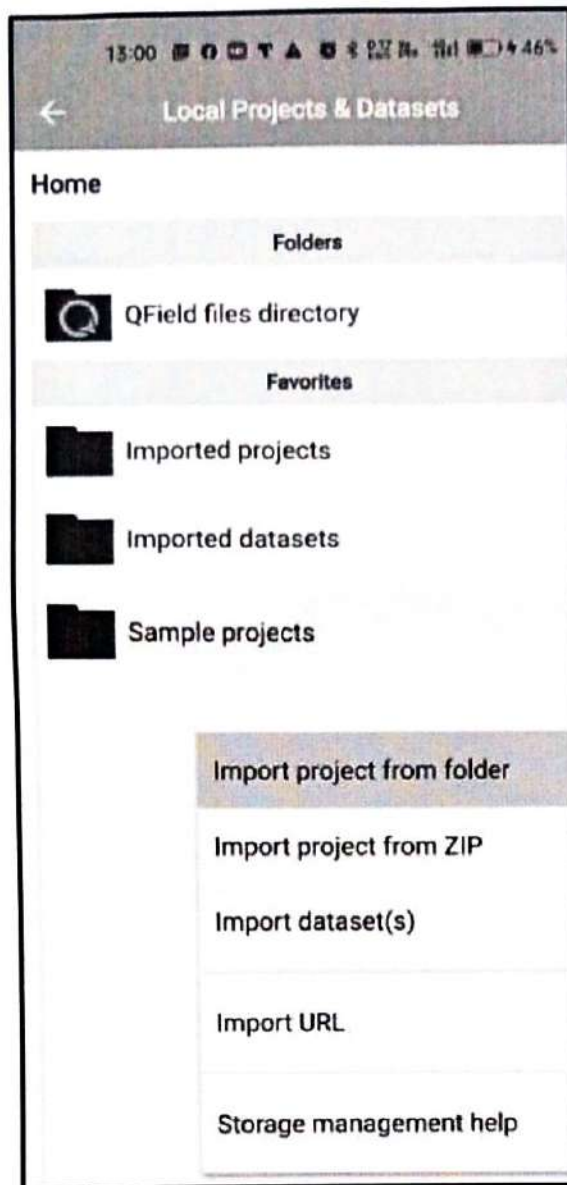 13:00
46%
Local Projects & Datasets
Home
Folders
QField files directory
Favorites
Imported projects
Imported datasets
Sample projects
Import project from folder
Import project from ZIP
Import dataset(s)
Import URL
Storage management help